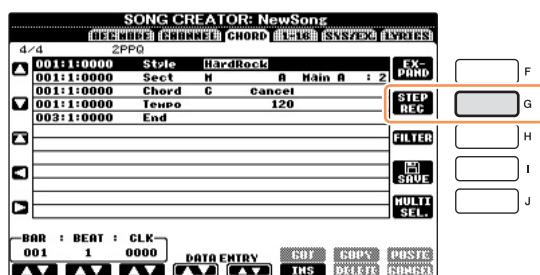 SONG CREATOR: NewSong
REC MODE CHANNEL CHORD 1-16 SYS/EX. LYRICS
4/4 2PPQ
001:1:0000 Style HardRock
001:1:0000 Sect M A Main A : 2
001:1:0000 Chord C Cancel
001:1:0000 Tempo 120
003:1:0000 End
EX-PAND
STEP REC
FILTER
SAVE
MULTI SEL.
F
G
H
I
J
BAR : BEAT : CLK
001 1 0000
DATA ENTRY
CUT COPY PASTE
INS DELETE CANCEL